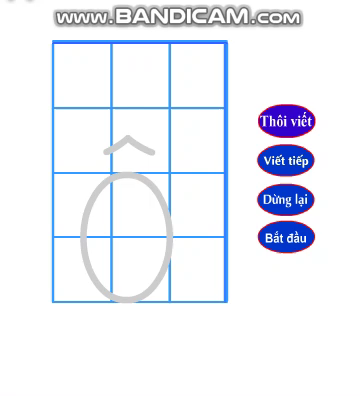 www.BANDICAM.com
Thôi viết
ô
Viết tiếp
Dừng lại
Bắt đầu